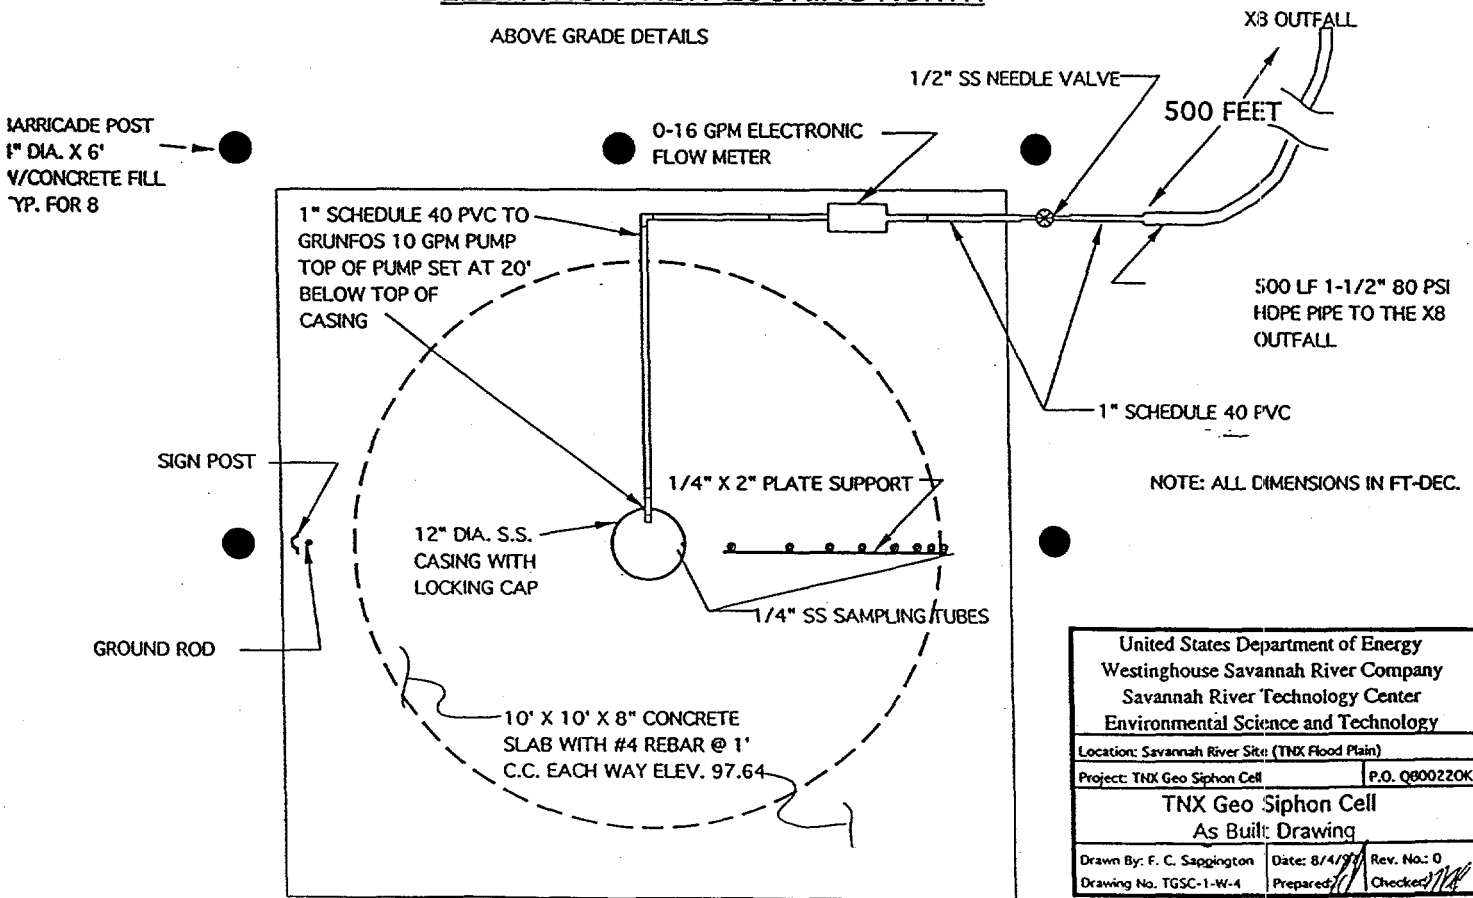 ABOVE GRADE DETAILS
X8 OUTFALL
1/2" SS NEEDLE VALVE
500 FEET
POST
DIA. X 6'
CONCRETE FILL
FOR 8
0-16 GPM ELECTRONIC
FLOW METER
1" SCHEDULE 40 PVC TO
GRUNFOS 10 GPM PUMP
TOP OF PUMP SET AT 20'
BELOW TOP OF
CASING
500 LF 1-1/2" 80 PSI
HDPE PIPE TO THE X8
OUTFALL
1" SCHEDULE 40 PVC
SIGN POST
1/4" X 2" PLATE SUPPORT
NOTE: ALL DIMENSIONS IN FT-DEC.
12" DIA. S.S.
CASING WITH
LOCKING CAP
1/4" SS SAMPLING TUBES
GROUND ROD
10' X 10' X 8" CONCRETE
SLAB WITH #4 REBAR @ 1'
C.C. EACH WAY ELEV. 97.64
United States Department of Energy
Westinghouse Savannah River Company
Savannah River Technology Center
Environmental Science and Technology
Location: Savannah River Site (TNX Flood Plain)
Project: TNX Geo Siphon Cell
P.O. QB00220K
TNX Geo Siphon Cell
As Built Drawing
Drawn By: F. C. Sappington
Date: 8/4/97
Rev. No.: 0
Drawing No. TGSC-1-W-4
Prepared:
Checked: